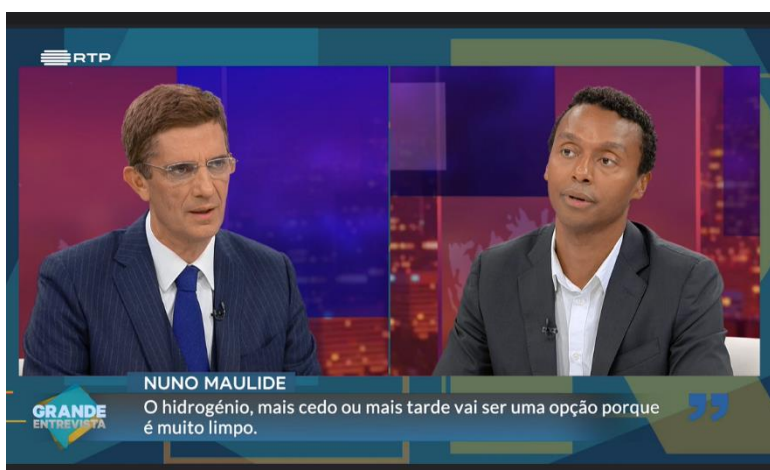 RTP
NUNO MAULIDE
O hidrogénio, mais cedo ou mais tarde vai ser uma opção porque
é muito limpo.
GRANDE
ENTREVISTA